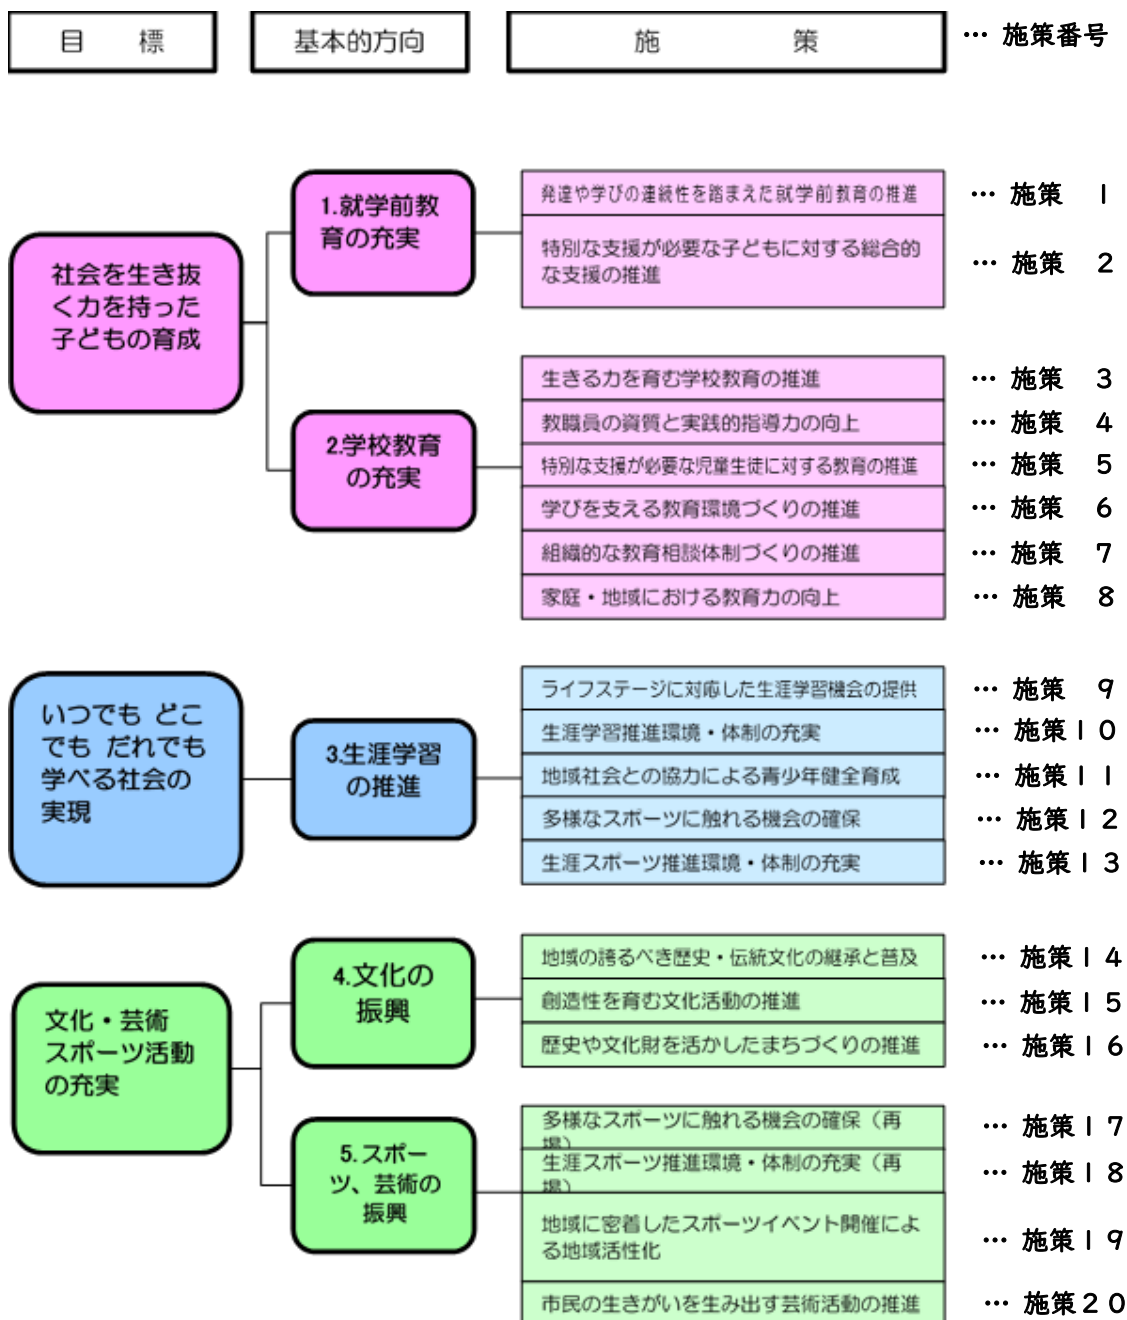 目　標　基本的方向　施　策　… 施策番号
社会を生き抜
く力を持った
子どもの育成
1.就学前教
育の充実
発達や学びの連続性を踏まえた就学前教育の推進　… 施策　1
特別な支援が必要な子どもに対する総合的
な支援の推進　… 施策　2
2.学校教育
の充実
生きる力を育む学校教育の推進　… 施策　3
教職員の資質と実践的指導力の向上　… 施策　4
特別な支援が必要な児童生徒に対する教育の推進　… 施策　5
学びを支える教育環境づくりの推進　… 施策　6
組織的な教育相談体制づくりの推進　… 施策　7
家庭・地域における教育力の向上　… 施策　8
いつでも どこ
でも だれでも
学べる社会の
実現
3.生涯学習
の推進
ライフステージに対応した生涯学習機会の提供　… 施策　9
生涯学習推進環境・体制の充実　… 施策10
地域社会との協力による青少年健全育成　… 施策11
多様なスポーツに触れる機会の確保　… 施策12
生涯スポーツ推進環境・体制の充実　… 施策13
文化・芸術
スポーツ活動
の充実
4.文化の
振興
地域の誇るべき歴史・伝統文化の継承と普及　… 施策14
創造性を育む文化活動の推進　… 施策15
歴史や文化財を活かしたまちづくりの推進　… 施策16
5.スポー
ツ、芸術の
振興
多様なスポーツに触れる機会の確保（再
掲）　… 施策17
生涯スポーツ推進環境・体制の充実（再
掲）　… 施策18
地域に密着したスポーツイベント開催によ
る地域活性化　… 施策19
市民の生きがいを生み出す芸術活動の推進　… 施策20